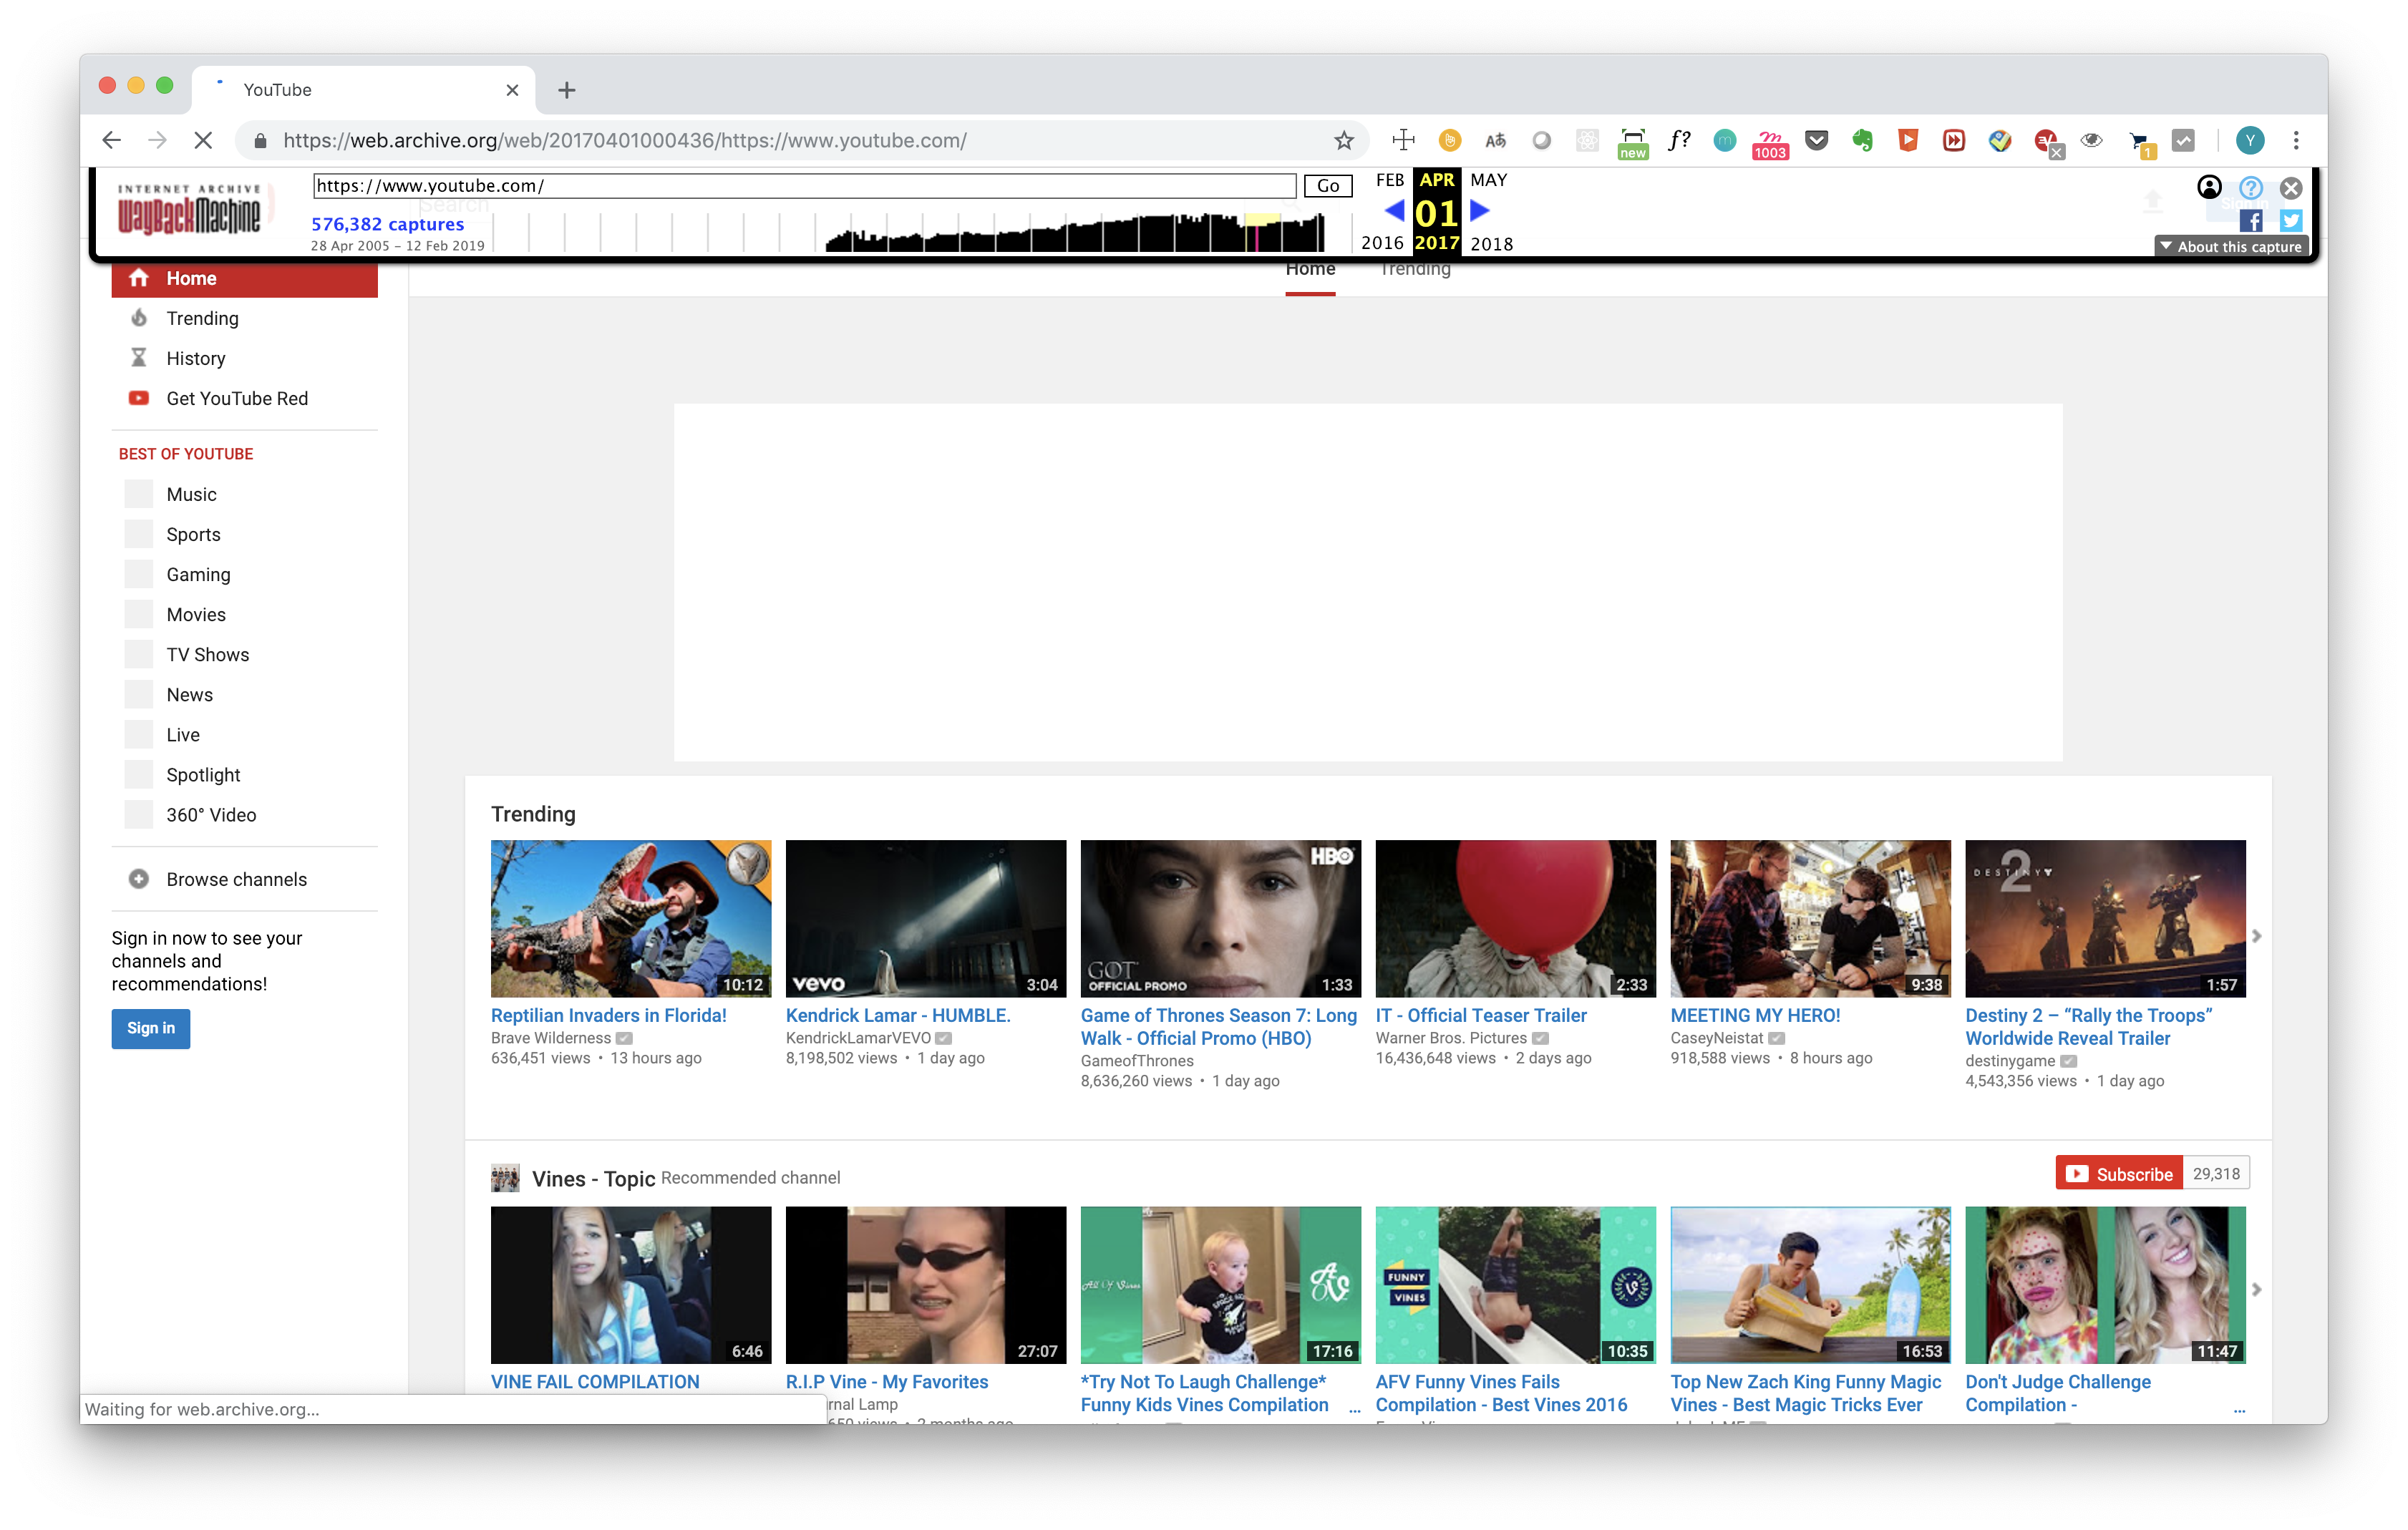 YouTube
https://web.archive.org/web/20170401000436/https://www.youtube.com/
new
f?
m
1003
1
Y
INTERNET ARCHIVE
WayBackMachine
https://www.youtube.com/
Go
Search
576,382 captures
28 Apr 2005 – 12 Feb 2019
FEB APR MAY
01
2016 2017 2018
Sign in
About this capture
Home
Trending
Home
Trending
History
Get YouTube Red
BEST OF YOUTUBE
Music
Sports
Gaming
Movies
TV Shows
News
Live
Spotlight
360° Video
Browse channels
Sign in now to see your
channels and
recommendations!
Sign in
Trending
10:12
Reptilian Invaders in Florida!
Brave Wilderness
636,451 views • 13 hours ago
vevo
3:04
Kendrick Lamar - HUMBLE.
KendrickLamarVEVO
8,198,502 views • 1 day ago
HBO
GOT
OFFICIAL PROMO
1:33
Game of Thrones Season 7: Long
Walk - Official Promo (HBO)
GameofThrones
8,636,260 views • 1 day ago
2:33
IT - Official Teaser Trailer
Warner Bros. Pictures
16,436,648 views • 2 days ago
9:38
MEETING MY HERO!
CaseyNeistat
918,588 views • 8 hours ago
DESTINY
2
1:57
Destiny 2 – “Rally the Troops”
Worldwide Reveal Trailer
destinygame
4,543,356 views • 1 day ago
Vines - Topic Recommended channel
Subscribe 29,318
6:46
VINE FAIL COMPILATION
27:07
R.I.P Vine - My Favorites
rnal Lamp
650 views • 2 months ago
All Of Vines
17:16
*Try Not To Laugh Challenge*
Funny Kids Vines Compilation ...
FUNNY
VINES
10:35
AFV Funny Vines Fails
Compilation - Best Vines 2016
16:53
Top New Zach King Funny Magic
Vines - Best Magic Tricks Ever
11:47
Don't Judge Challenge
Compilation - ...
Waiting for web.archive.org...